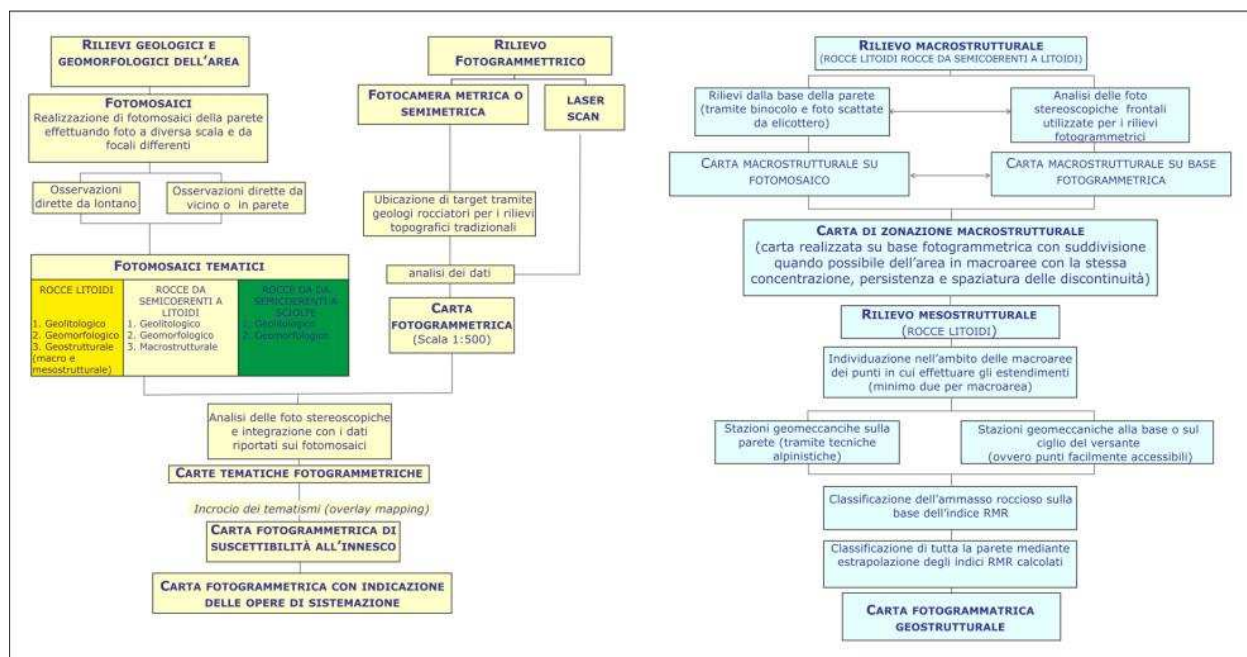 RILIEVI GEOLOGICI E
GEOMORFOLOGICI DELL'AREA
FOTOMOSAICI
Realizzazione di fotomosaici della parete
effettuando foto a diversa scala e da
focali differenti
Osservazioni
dirette da lontano
Osservazioni dirette da
vicino o in parete
FOTOMOSAICI TEMATICI
ROCCE LITOIDI
1. Geolitologico
2. Geomorfologico
3. Geostrutturale
(macro e
mesostrutturale)
ROCCE DA
SEMICOERENTI A
LITOIDI
1. Geolitologico
2. Geomorfologico
3. Macrostrutturale
ROCCE DA DA
SEMICOERENTI A
SCIOLTE
1. Geolitologico
2. Geomorfologico
RILIEVO
FOTOGRAMMETTRICO
FOTOCAMERA METRICA O
SEMIMETRICA
LASER
SCAN
Ubicazione di target tramite
geologi rocciatori per i rilievi
topografici tradizionali
analisi dei dati
CARTA
FOTOGRAMMETRICA
(Scala 1:500)
Analisi delle foto stereoscopiche
e integrazione con i dati
riportati sui fotomosaici
CARTE TEMATICHE FOTOGRAMMETRICHE
Incrocio dei tematismi (overlay mapping)
CARTA FOTOGRAMMETRICA DI
SUSCETTIBILITÀ ALL'INNESCO
CARTA FOTOGRAMMETRICA CON INDICAZIONE
DELLE OPERE DI SISTEMAZIONE
RILIEVO MACROSTRUTTURALE
(ROCCE LITOIDI ROCCE DA SEMICOERENTI A LITOIDI)
Rilievi dalla base della parete
(tramite binocolo e foto scattate
da elicottero)
Analisi delle foto
stereoscopiche frontali
utilizzate per i rilievi
fotogrammetrici
CARTA MACROSTRUTTURALE SU
FOTOMOSAICO
CARTA MACROSTRUTTURALE SU BASE
FOTOGRAMMETRICA
CARTA DI ZONAZIONE MACROSTRUTTURALE
(carta realizzata su base fotogrammetrica con suddivisione
quando possibile dell'area in macroaree con la stessa
concentrazione, persistenza e spaziatura delle discontinuità)
RILIEVO MESOSTRUTTURALE
(ROCCE LITOIDI)
Individuazione nell'ambito delle macroaree
dei punti in cui effettuare gli estendimenti
(minimo due per macroarea)
Stazioni geomeccaniche sulla
parete (tramite tecniche
alpinistiche)
Stazioni geomeccaniche alla base o sul
ciglio del versante
(ovvero punti facilmente accessibili)
Classificazione dell'ammasso roccioso sulla
base dell'indice RMR
Classificazione di tutta la parete mediante
estrapolazione degli indici RMR calcolati
CARTA FOTOGRAMMATRICA
GEOSTRUTTURALE